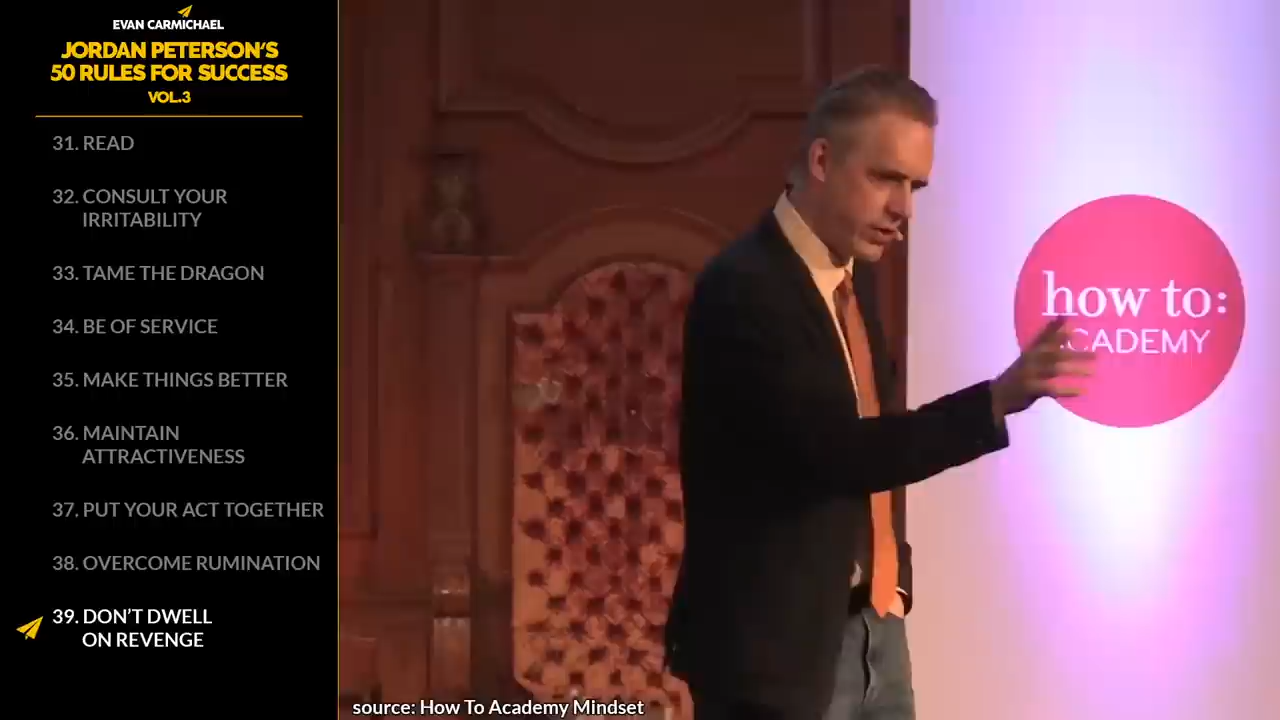 EVAN CARMICHAEL
JORDAN PETERSON'S
50 RULES FOR SUCCESS
VOL.3
31. READ
32. CONSULT YOUR
IRRITABILITY
33. TAME THE DRAGON
34. BE OF SERVICE
35. MAKE THINGS BETTER
36. MAINTAIN
ATTRACTIVENESS
37. PUT YOUR ACT TOGETHER
38. OVERCOME RUMINATION
39. DON'T DWELL
ON REVENGE
how to:
ACADEMY
source: How To Academy Mindset